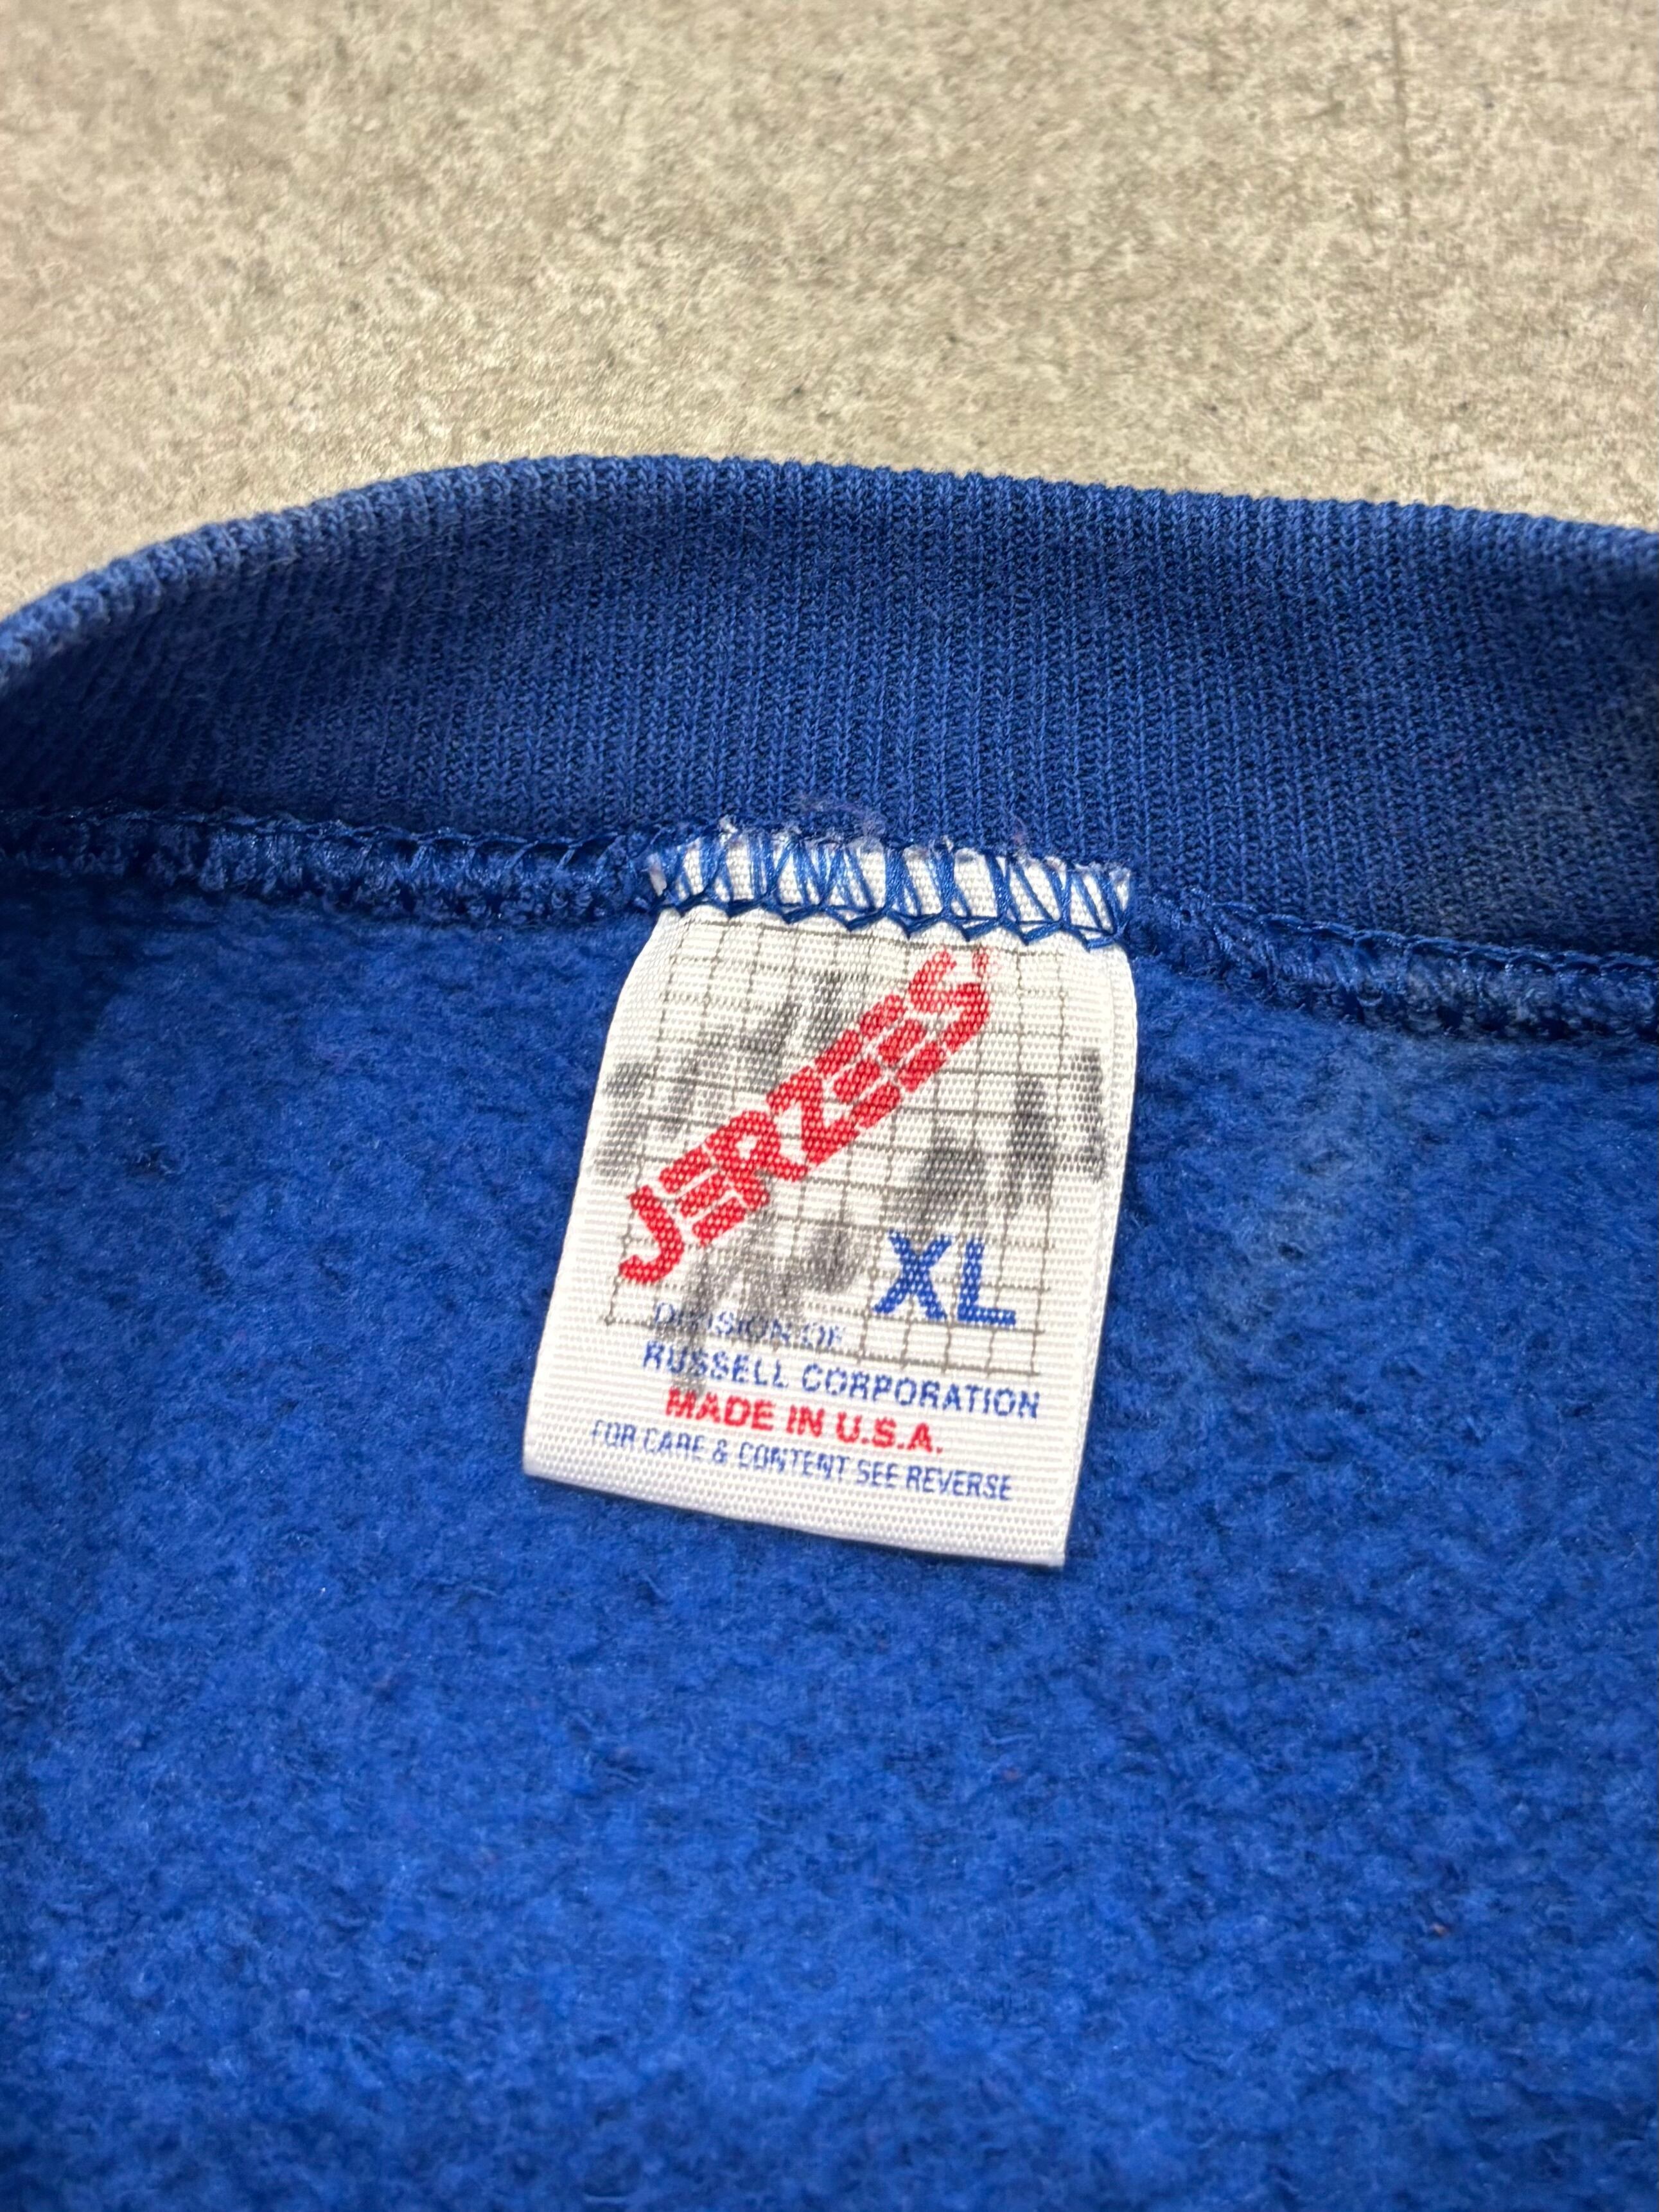 JERZEES
XL
DIVISION OF
RUSSELL CORPORATION
MADE IN U.S.A.
FOR CARE & CONTENT SEE REVERSE